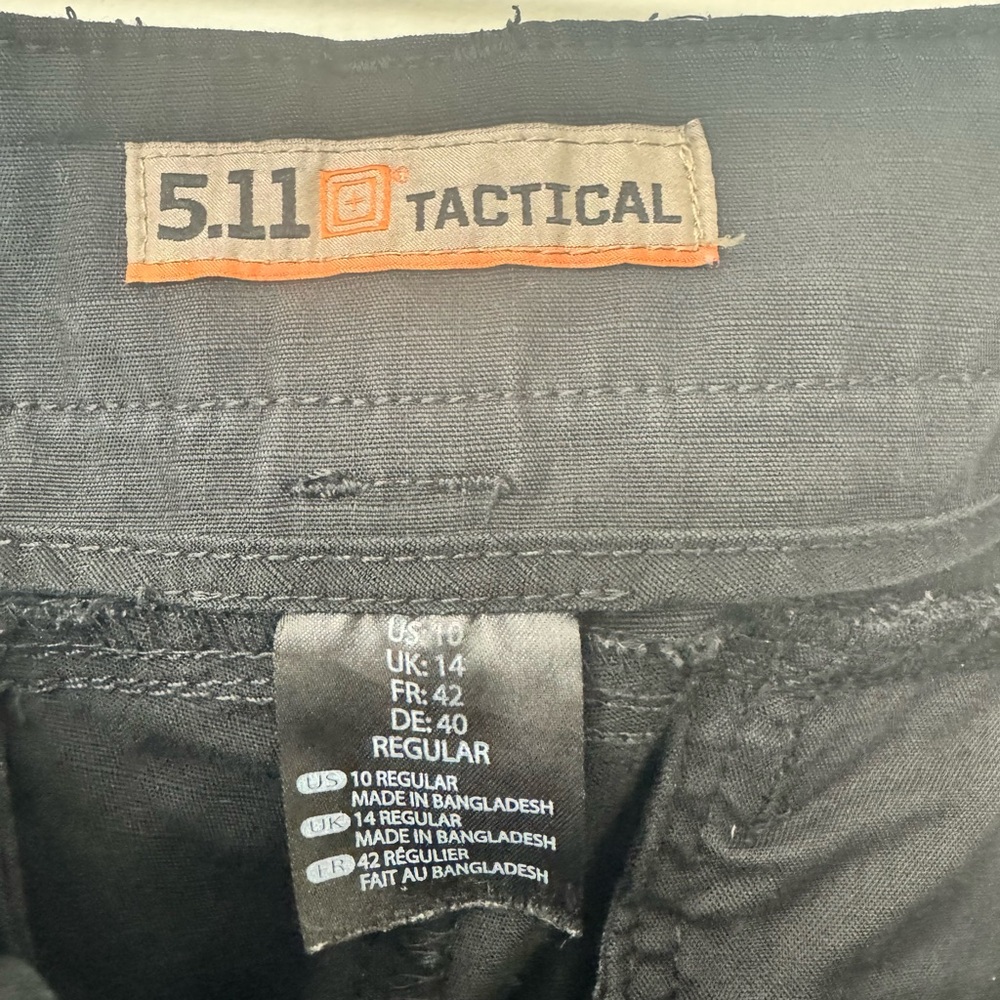 5.11® TACTICAL
US: 10
UK: 14
FR: 42
DE: 40
REGULAR
US 10 REGULAR
MADE IN BANGLADESH
UK 14 REGULAR
MADE IN BANGLADESH
FR 42 RÉGULIER
FAIT AU BANGLADESH